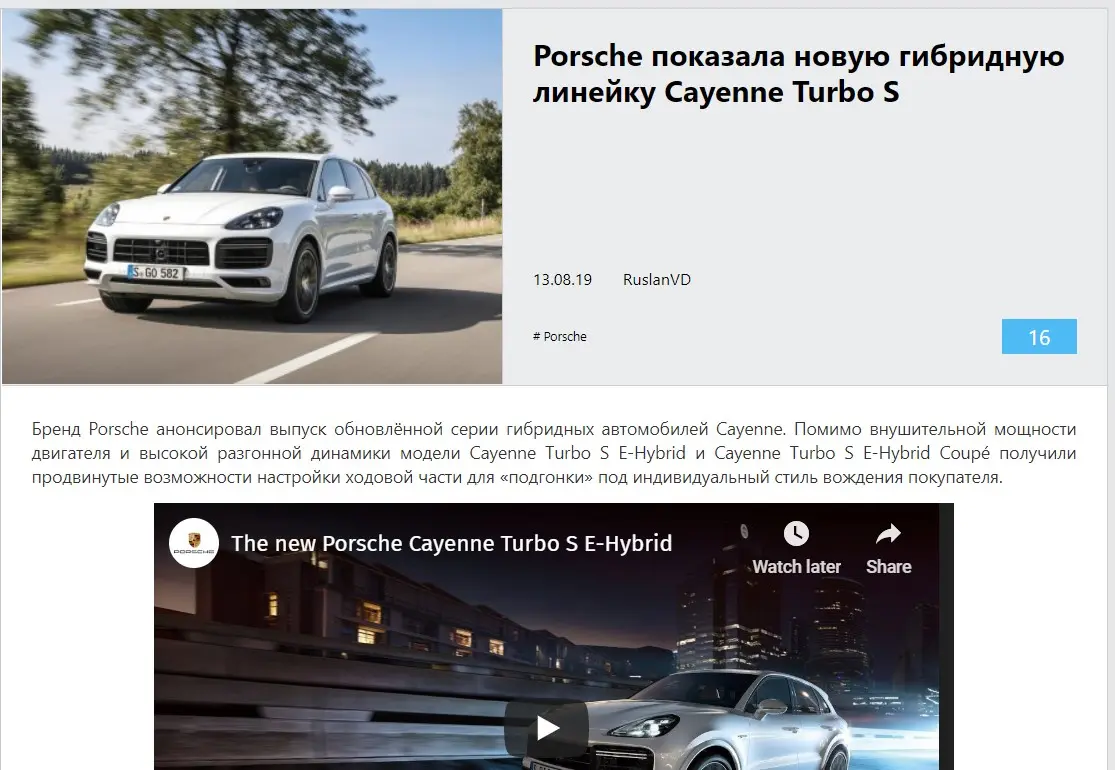 Porsche показала новую гибридную
линейку Cayenne Turbo S
S GO 582
13.08.19 RuslanVD
# Porsche
16
Бренд Porsche анонсировал выпуск обновлённой серии гибридных автомобилей Cayenne. Помимо внушительной мощности
двигателя и высокой разгонной динамики модели Cayenne Turbo S E-Hybrid и Cayenne Turbo S E-Hybrid Coupé получили
продвинутые возможности настройки ходовой части для «подгонки» под индивидуальный стиль вождения покупателя.
PORSCHE
The new Porsche Cayenne Turbo S E-Hybrid
Watch later
Share